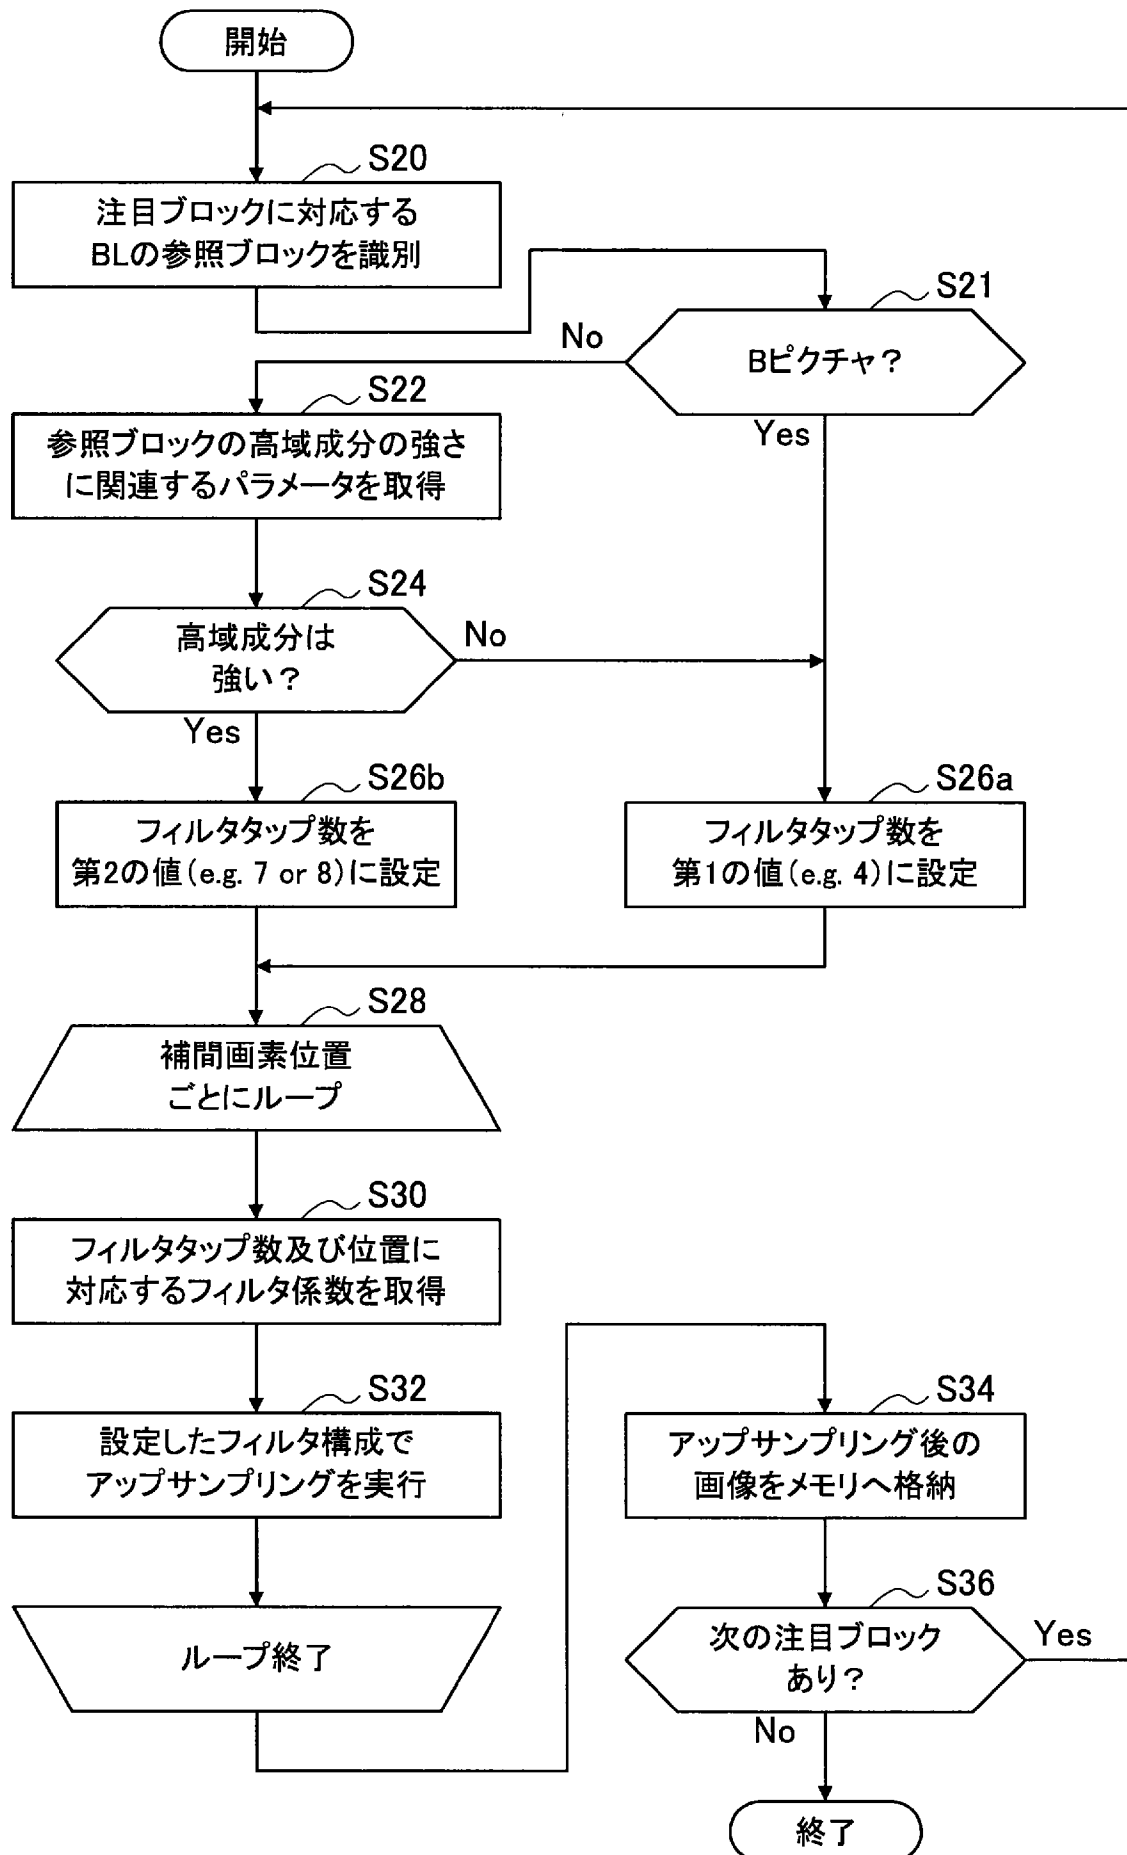 開始
S20
注目ブロックに対応する
BLの参照ブロックを識別
S21
Bピクチャ？
No
Yes
S22
参照ブロックの高域成分の強さ
に関連するパラメータを取得
S24
高域成分は
強い？
No
Yes
S26b
フィルタタップ数を
第2の値（e.g. 7 or 8）に設定
S26a
フィルタタップ数を
第1の値（e.g. 4）に設定
S28
補間画素位置
ごとにループ
S30
フィルタタップ数及び位置に
対応するフィルタ係数を取得
S32
設定したフィルタ構成で
アップサンプリングを実行
ループ終了
S34
アップサンプリング後の
画像をメモリへ格納
S36
次の注目ブロック
あり？
Yes
No
終了